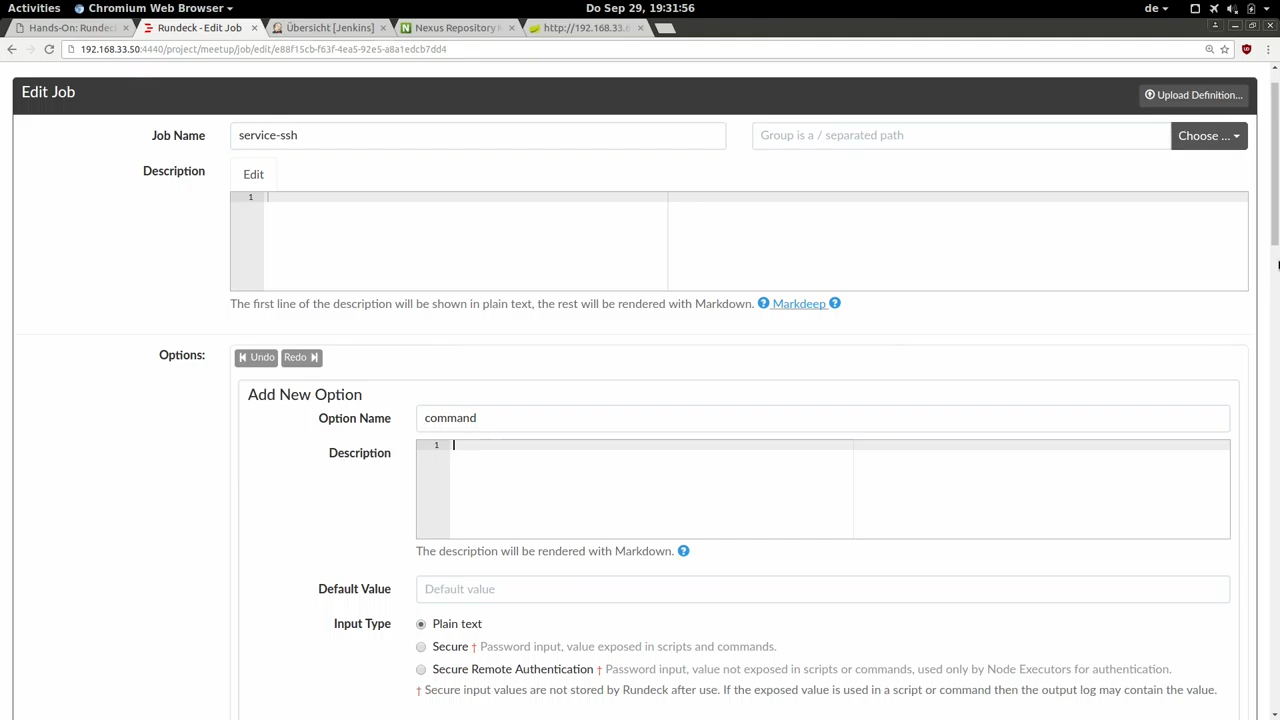 Activities Chromium Web Browser Do Sep 29, 19:31:56 de
Hands-On: Rundeck Rundeck - Edit Job Übersicht [Jenkins] Nexus Repository http://192.168.33.
192.168.33.50:4440/project/meetup/job/edit/e88f15cb-f63f-4ea5-92e5-a8a1edcb7dd4
Edit Job Upload Definition...
Job Name service-ssh Group is a / separated path Choose ...
Description Edit
1
The first line of the description will be shown in plain text, the rest will be rendered with Markdown. Markdeep
Options: Undo Redo
Add New Option
Option Name command
Description 1
The description will be rendered with Markdown.
Default Value Default value
Input Type Plain text
Secure † Password input, value exposed in scripts and commands.
Secure Remote Authentication † Password input, value not exposed in scripts or commands, used only by Node Executors for authentication.
† Secure input values are not stored by Rundeck after use. If the exposed value is used in a script or command then the output log may contain the value.